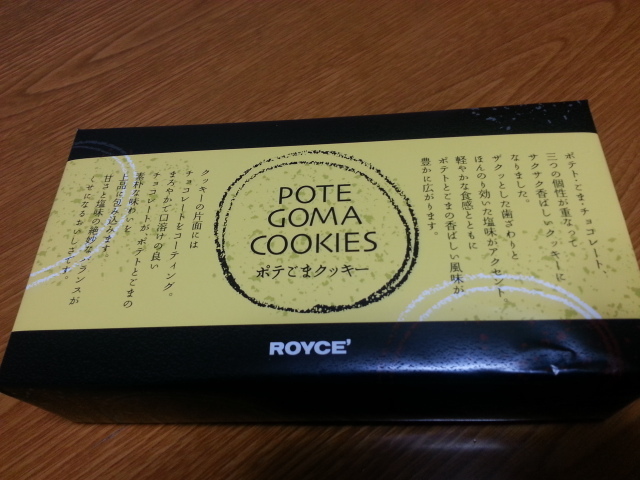 ポテト・ごま・チョコレート、
三つの個性が重なって
サクサク香ばしいクッキーに
なりました。
ザクッとした歯ざわりと、
ほんのり効いた塩味がアクセント
軽やかな食感とともに
ポテトとごまの香ばしい風味が
豊かに広がります
POTE
GOMA
COOKIES
ポテごまクッキー
クッキーの片面には
チョコレートをコーティング。
まろやかで口溶けの良い
チョコレートが、ポテトとごまの
素朴な味わいを
上品に包み込みます
甘さと塩味の絶妙なバランスが
くせになるおいしさです
ROYCE'